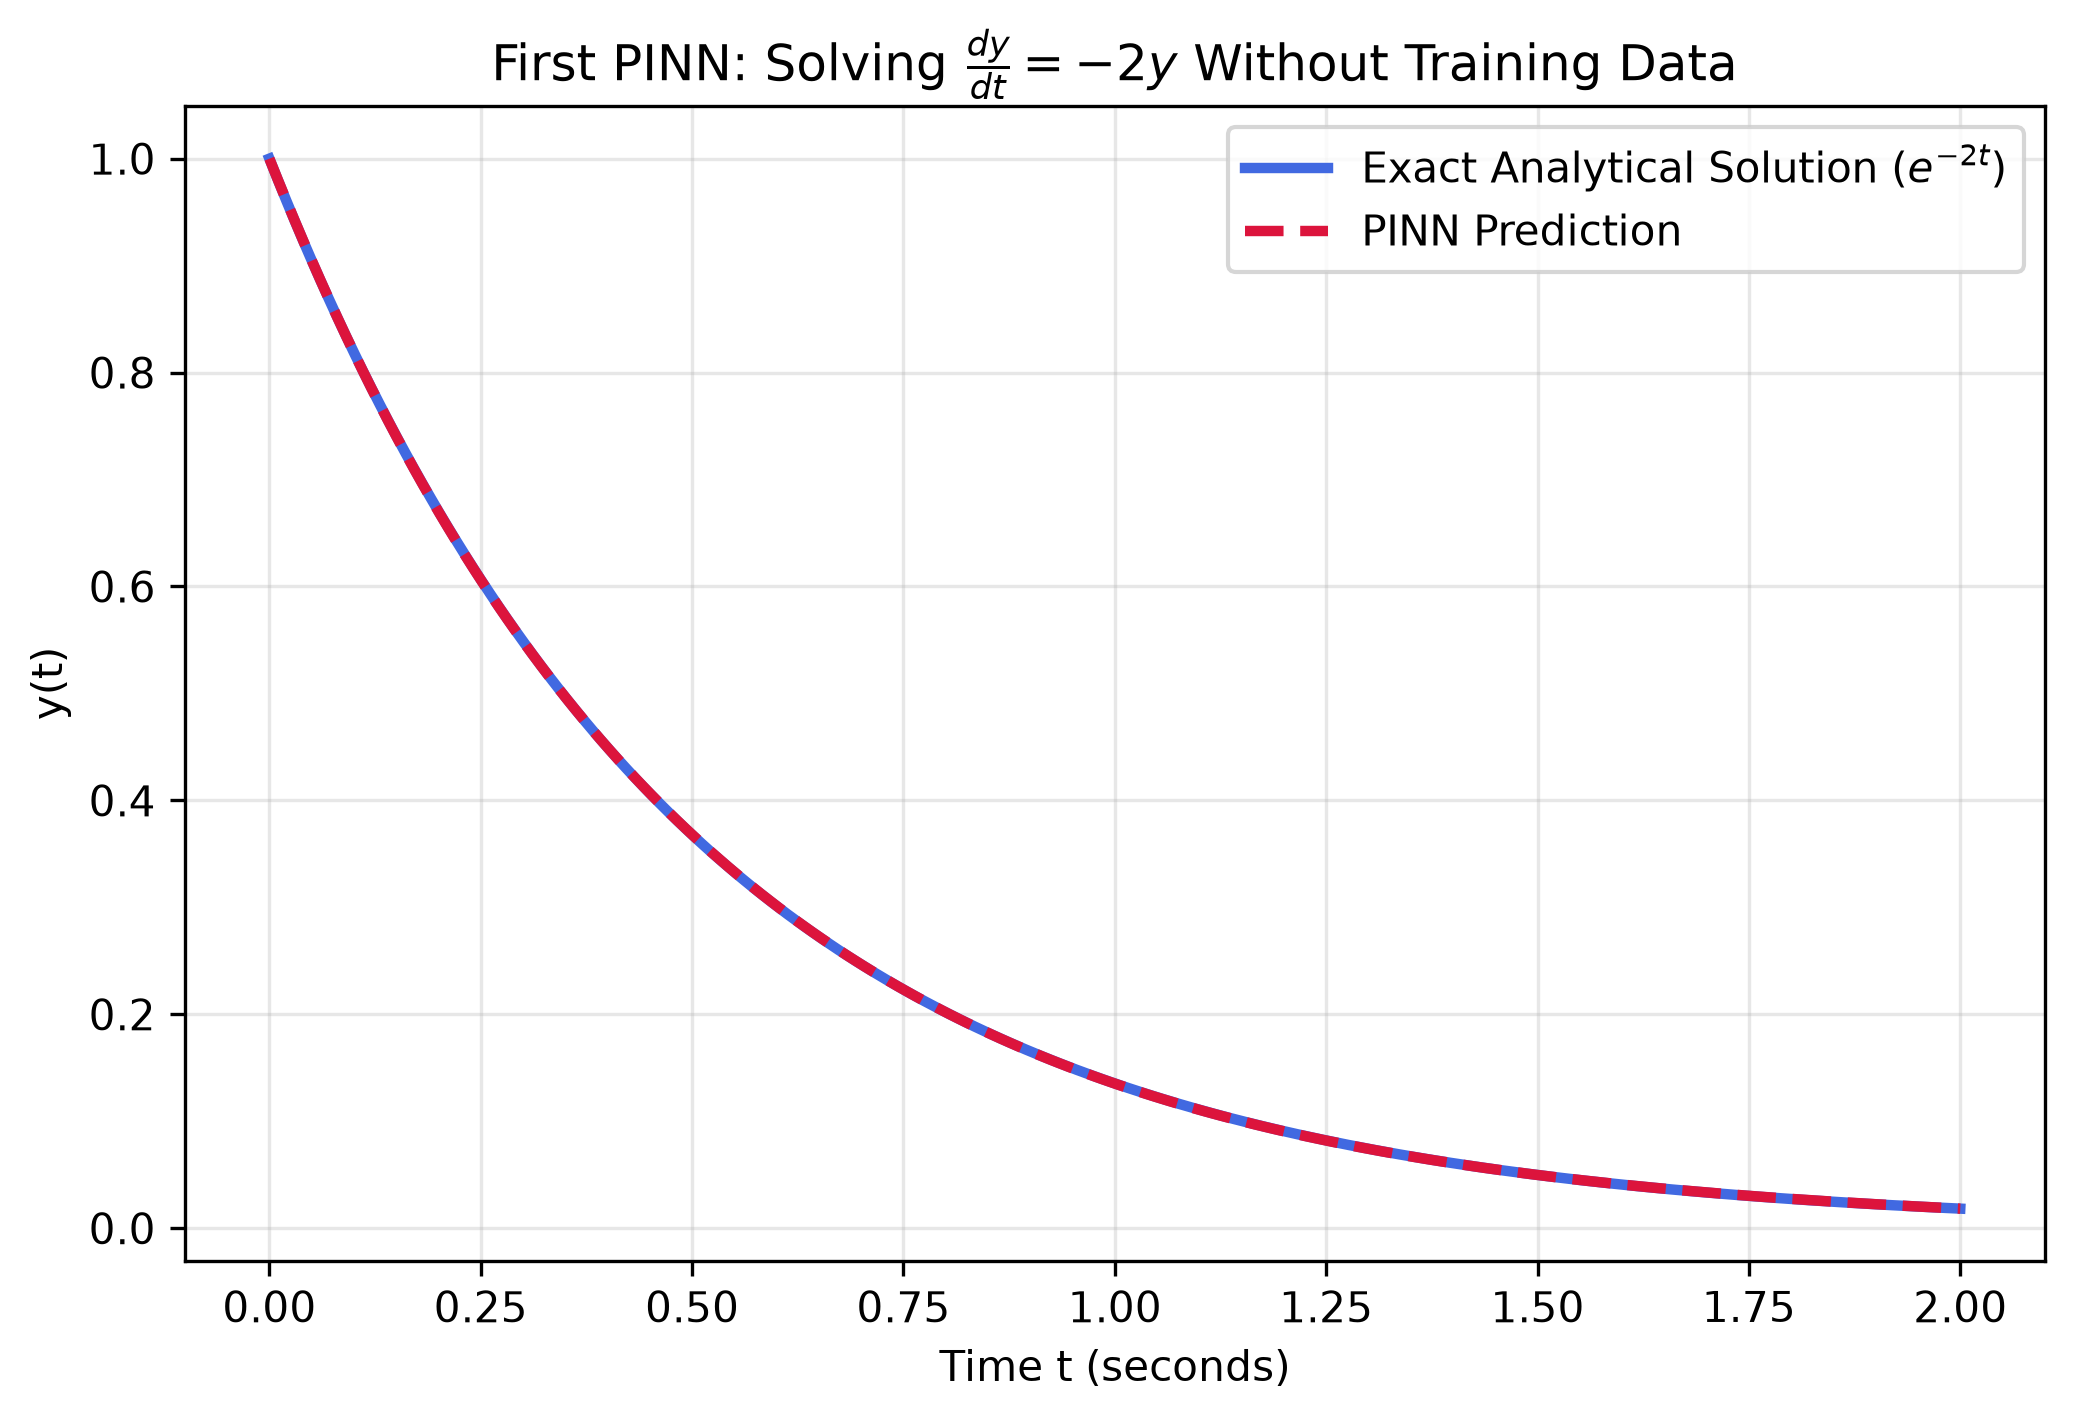 First PINN: Solving $\frac{dy}{dt} = -2y$ Without Training Data
Exact Analytical Solution ($e^{-2t}$)
PINN Prediction
1.0
0.8
0.6
0.4
0.2
0.0
y(t)
0.00 0.25 0.50 0.75 1.00 1.25 1.50 1.75 2.00
Time t (seconds)